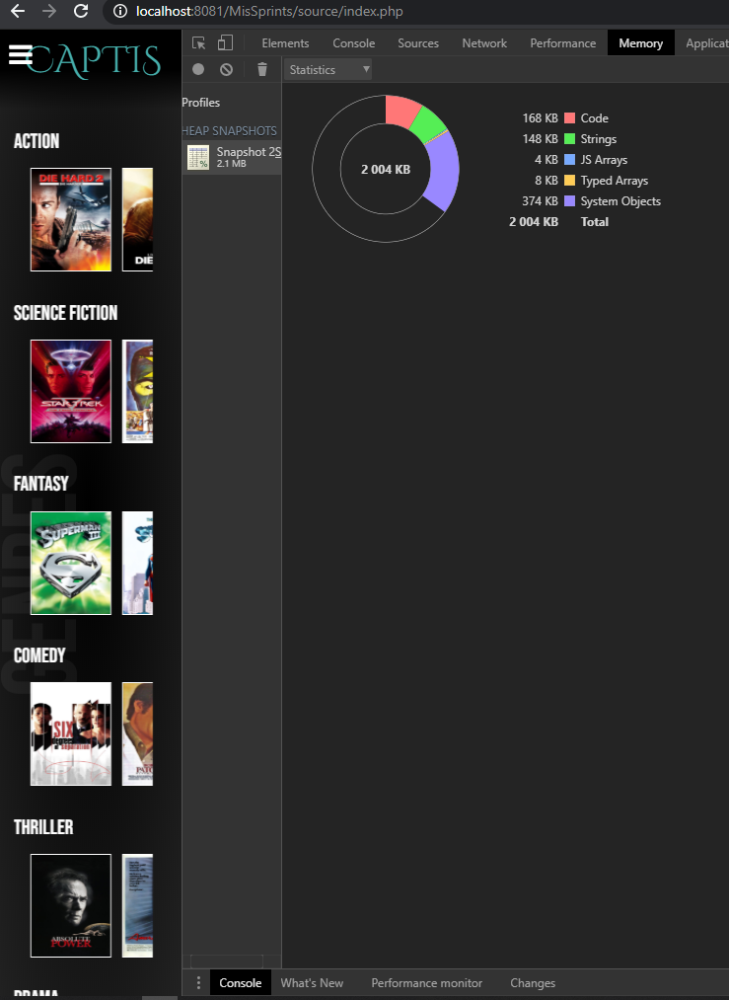 localhost:8081/MisSprints/source/index.php
CAPTIS
Elements Console Sources Network Performance Memory Applicat
Statistics ▼
Profiles
HEAP SNAPSHOTS
Snapshot 2S
2.1 MB
2 004 KB
168 KB Code
148 KB Strings
4 KB JS Arrays
8 KB Typed Arrays
374 KB System Objects
2 004 KB Total
ACTION
DIE HARD 2
DIE
SCIENCE FICTION
STAR TREK
GENRES
FANTASY
SUPERMAN
III
COMEDY
SIX
THRILLER
ABSOLUTE
POWER
DRAMA
Console What's New Performance monitor Changes